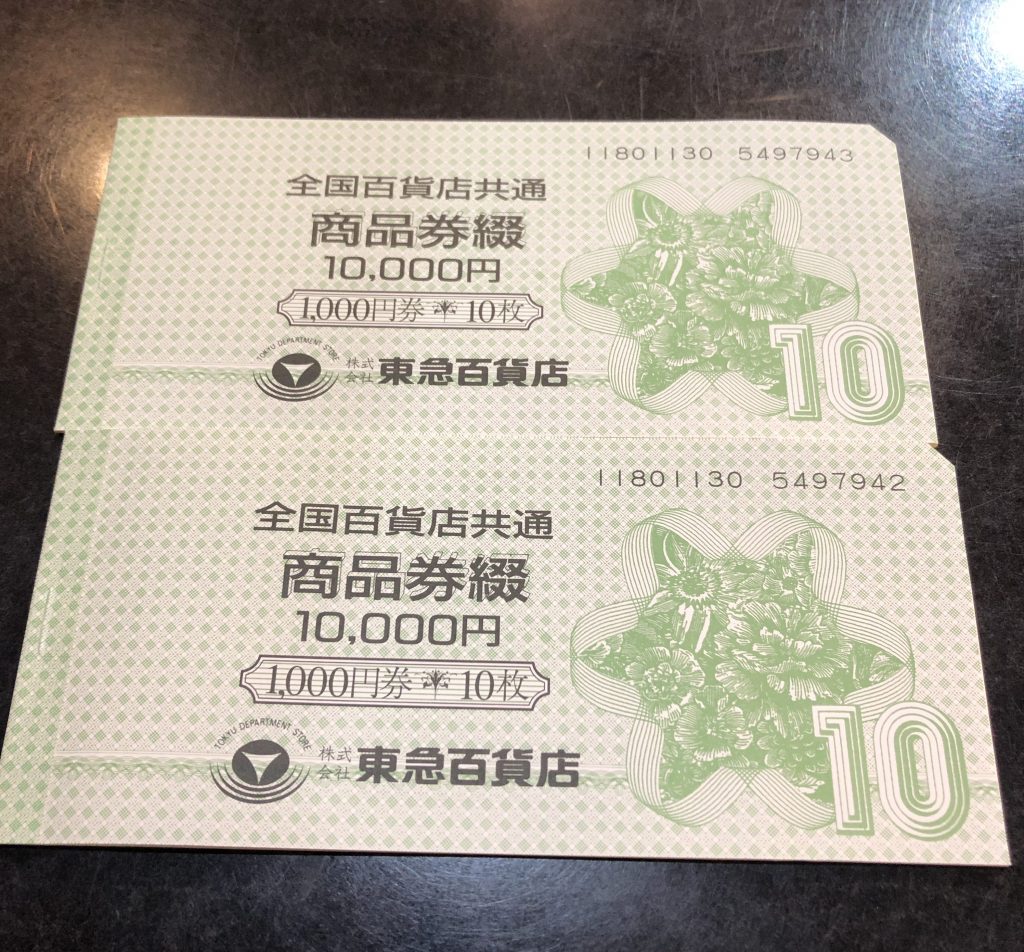 11801130 5497943
全国百貨店共通
商品券綴
10,000円
1,000円券 10枚
TOKYU DEPARTMENT STORE
株式会社 東急百貨店
10
11801130 5497942
全国百貨店共通
商品券綴
10,000円
1,000円券 10枚
TOKYU DEPARTMENT STORE
株式会社 東急百貨店
10